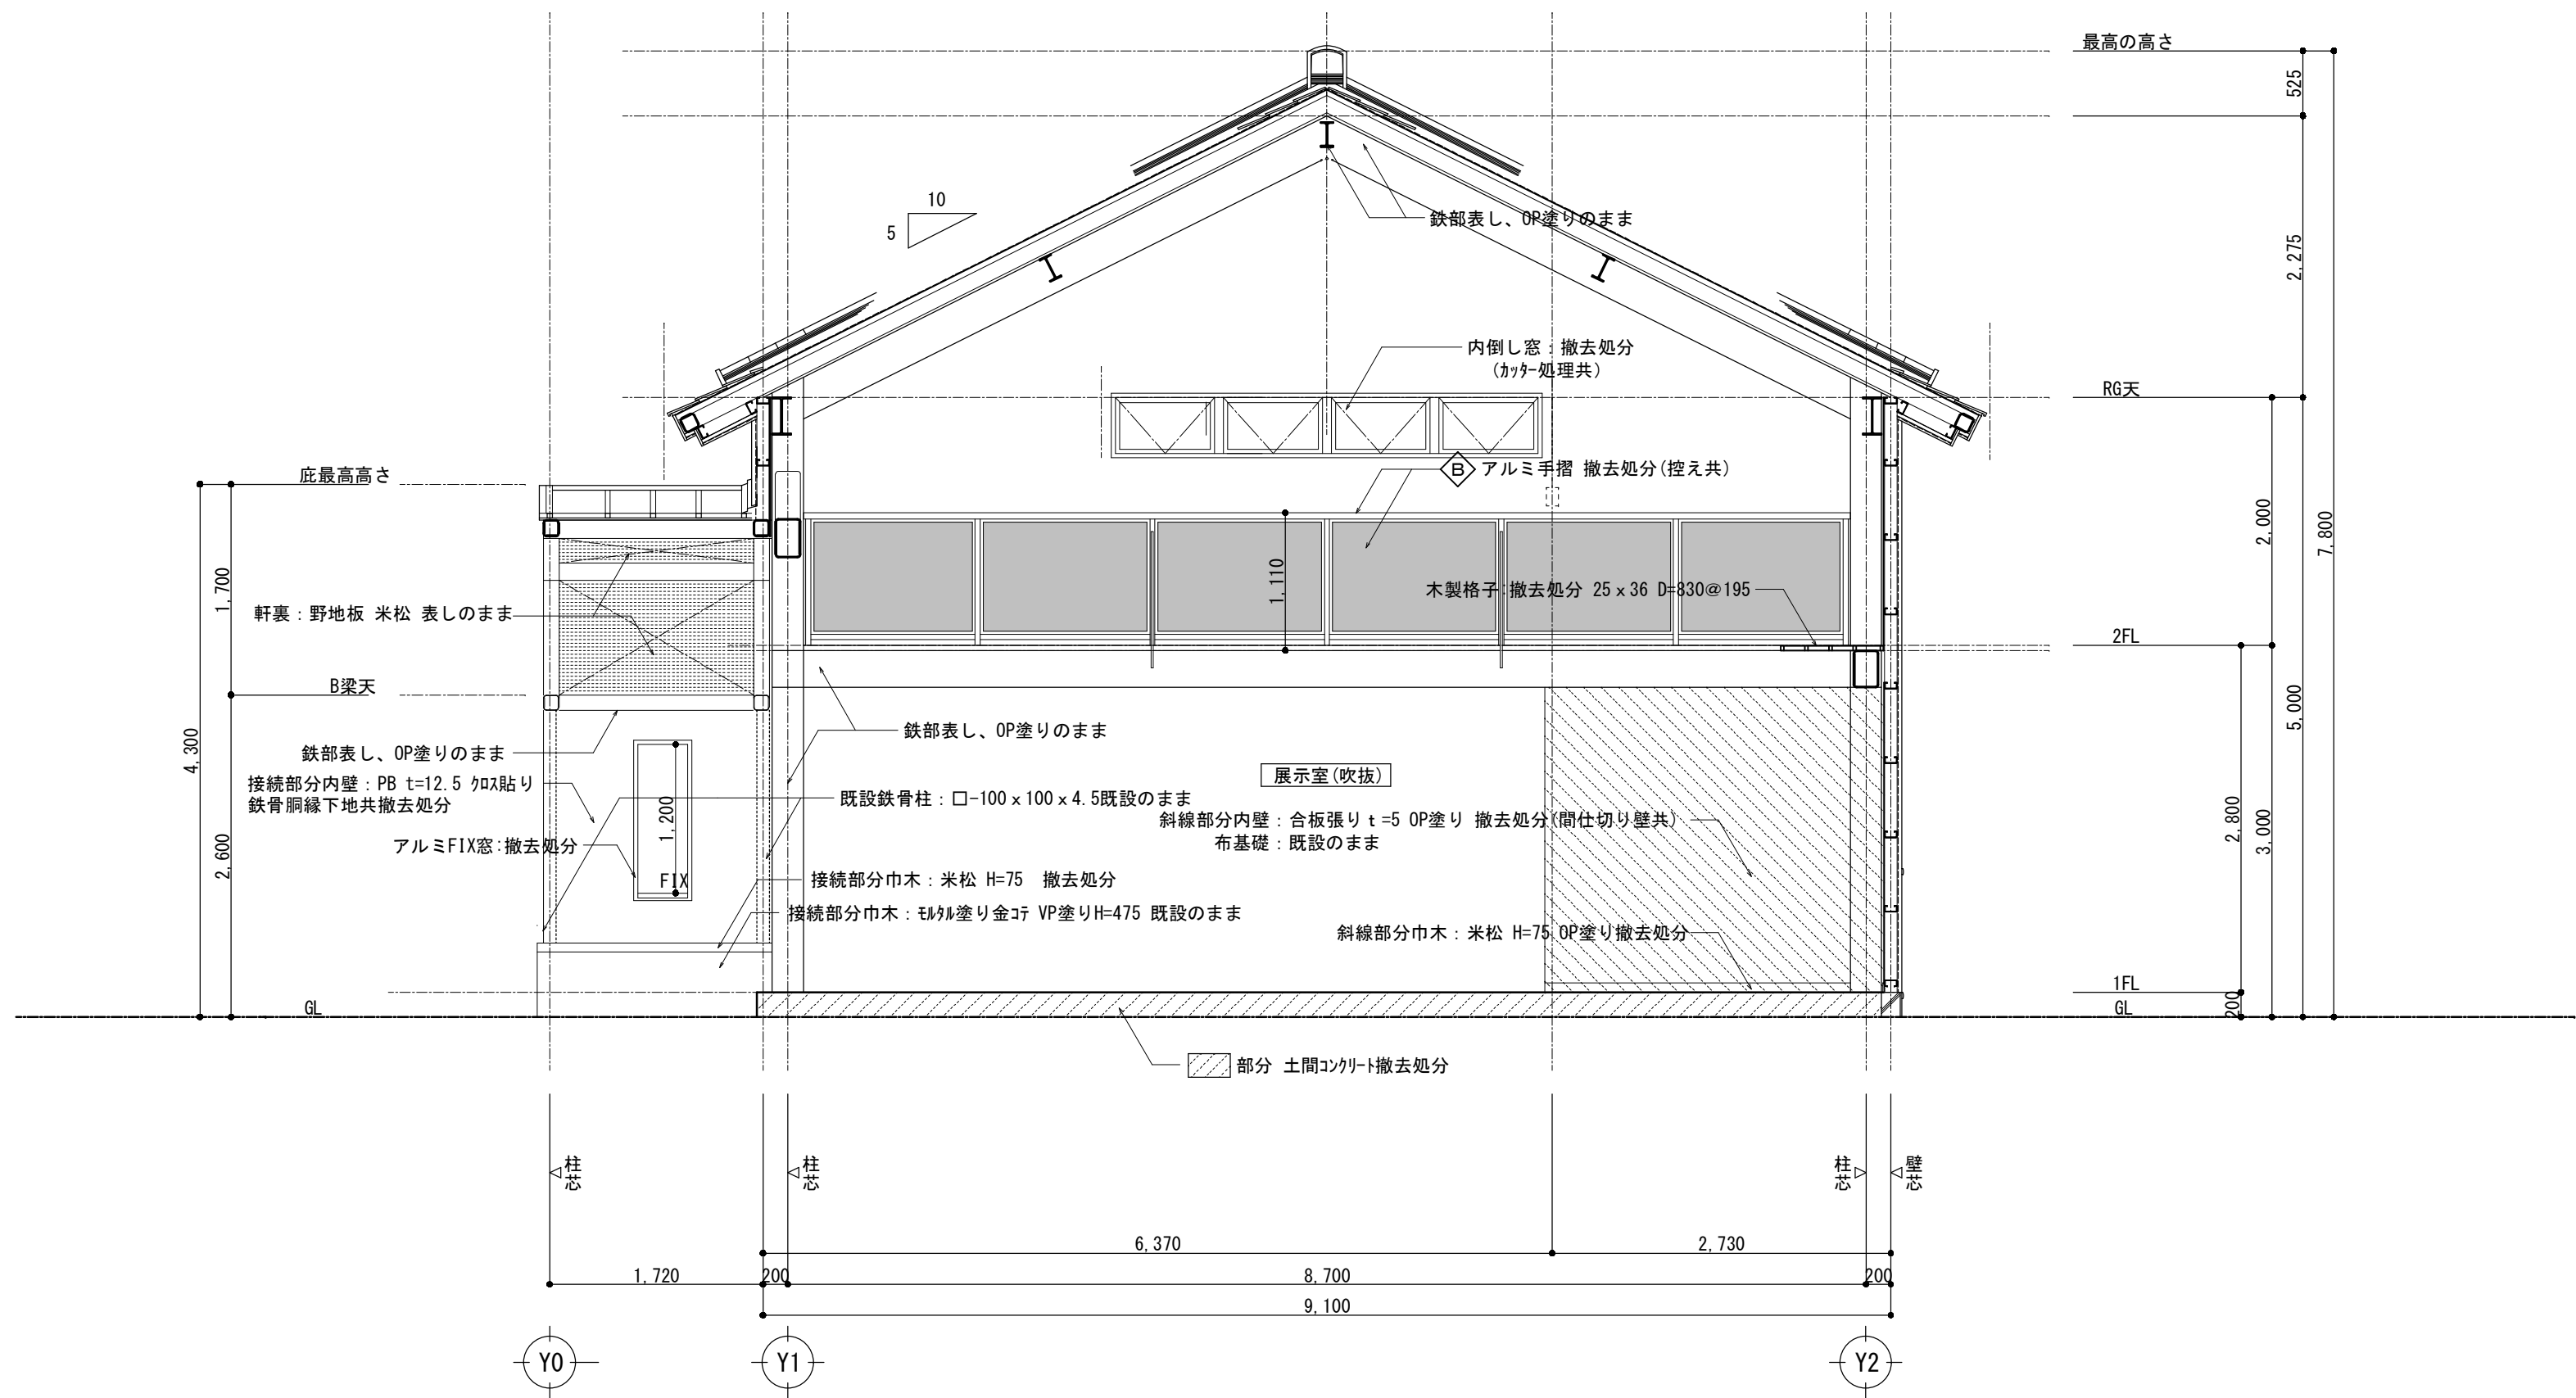 最高の高さ
525
10
5
鉄部表し、OP塗りのまま
2,275
内倒し窓：撤去処分
(ｶｯﾀｰ処理共)
RG天
庇最高高さ
B アルミ手摺 撤去処分(控え共)
2,000
7,800
1,700
1,110
木製格子:撤去処分 25ｘ36 D=830@195
軒裏：野地板 米松 表しのまま
2FL
B梁天
5,000
4,300
鉄部表し、OP塗りのまま
鉄部表し、OP塗りのまま
展示室(吹抜)
接続部分内壁：PB t=12.5 ｸﾛｽ貼り
鉄骨胴縁下地共撤去処分
既設鉄骨柱：口-100ｘ100ｘ4.5既設のまま
1,200
斜線部分内壁：合板張りｔ=5 OP塗り 撤去処分(間仕切り壁共)
布基礎：既設のまま
2,800
3,000
アルミFIX窓:撤去処分
2,600
FIX
接続部分巾木：米松 H=75　撤去処分
接続部分巾木：ﾓﾙﾀﾙ塗り金ｺﾃ VP塗りH=475 既設のまま
斜線部分巾木：米松 H=75 OP塗り撤去処分
1FL
200
GL
GL
部分 土間ｺﾝｸﾘｰﾄ撤去処分
柱芯
柱芯
柱芯
壁芯
6,370
2,730
1,720
200
8,700
200
9,100
Y0
Y1
Y2